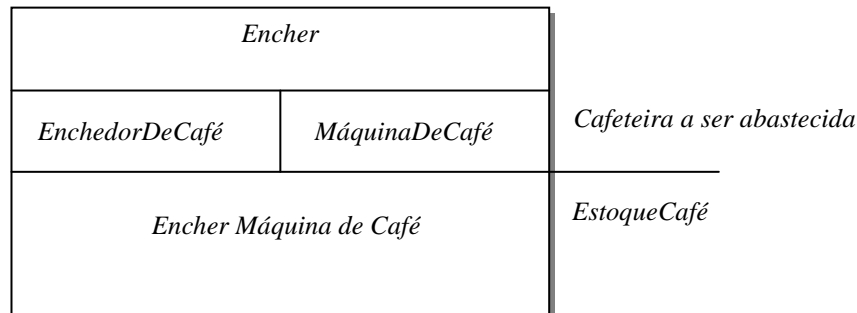 Encher
EnchedorDeCafé
MáquinaDeCafé
Cafeteira a ser abastecida
Encher Máquina de Café
EstoqueCafé